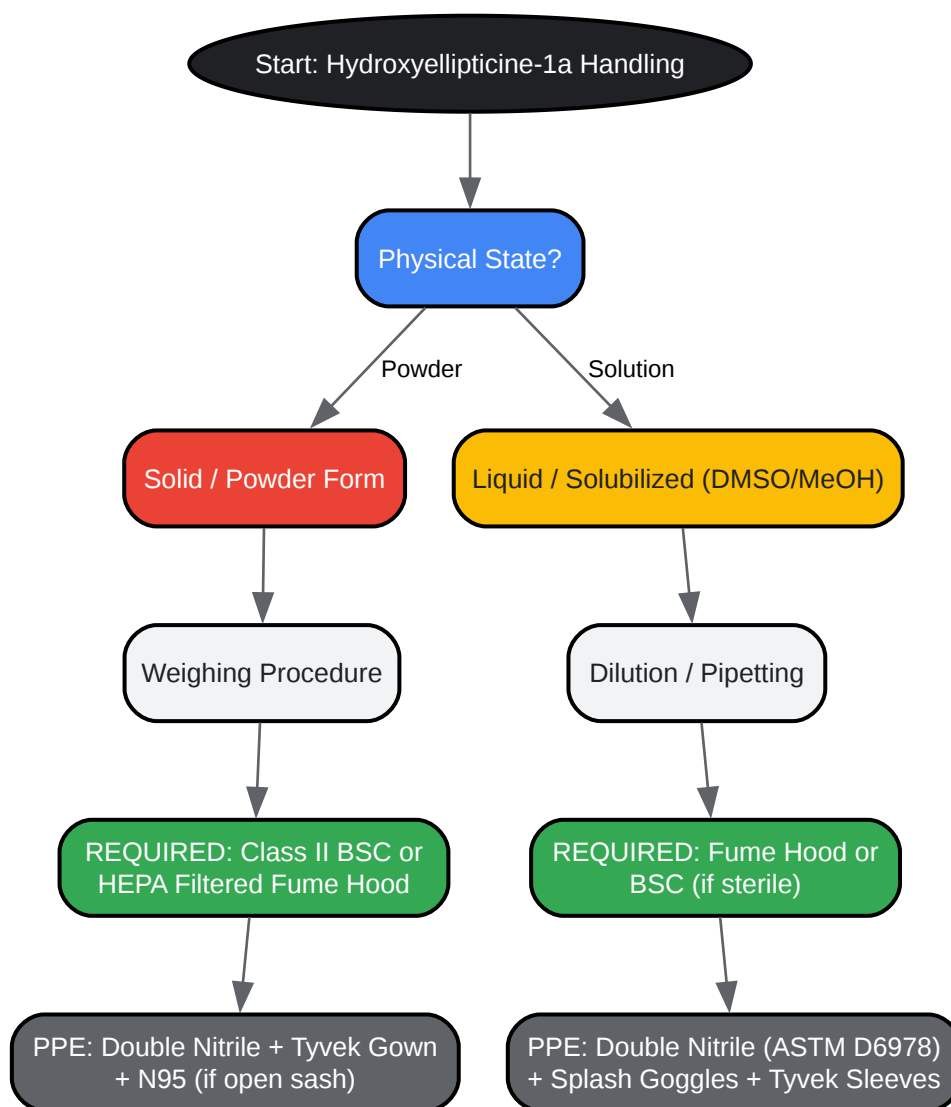 Start: Hydroxyellipticine-1a Handling
Physical State?
Powder
Solution
Solid / Powder Form
Liquid / Solubilized (DMSO/MeOH)
Weighing Procedure
Dilution / Pipetting
REQUIRED: Class II BSC or
HEPA Filtered Fume Hood
REQUIRED: Fume Hood or
BSC (if sterile)
PPE: Double Nitrile + Tyvek Gown
+ N95 (if open sash)
PPE: Double Nitrile (ASTM D6978)
+ Splash Goggles + Tyvek Sleeves